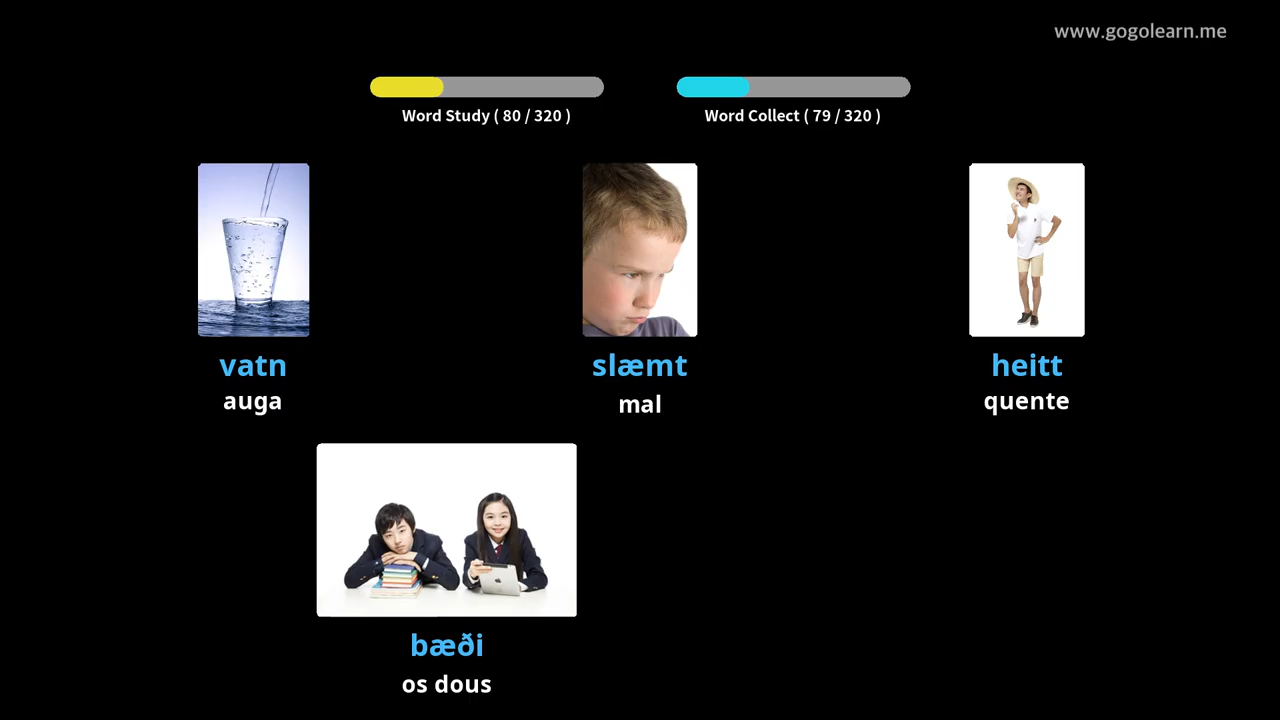 www.gogolearn.me
Word Study ( 80 / 320 )
Word Collect ( 79 / 320 )
vatn
auga
slæmt
mal
heitt
quente
bæði
os dous